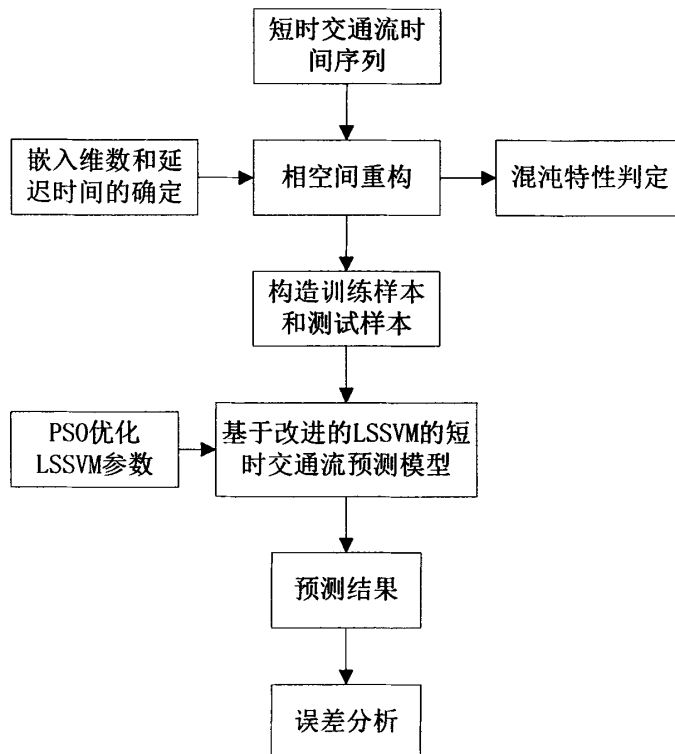 短时交通流时
间序列
嵌入维数和延
迟时间的确定
相空间重构
混沌特性判定
构造训练样本
和测试样本
PSO优化
LSSVM参数
基于改进的LSSVM的短
时交通流预测模型
预测结果
误差分析